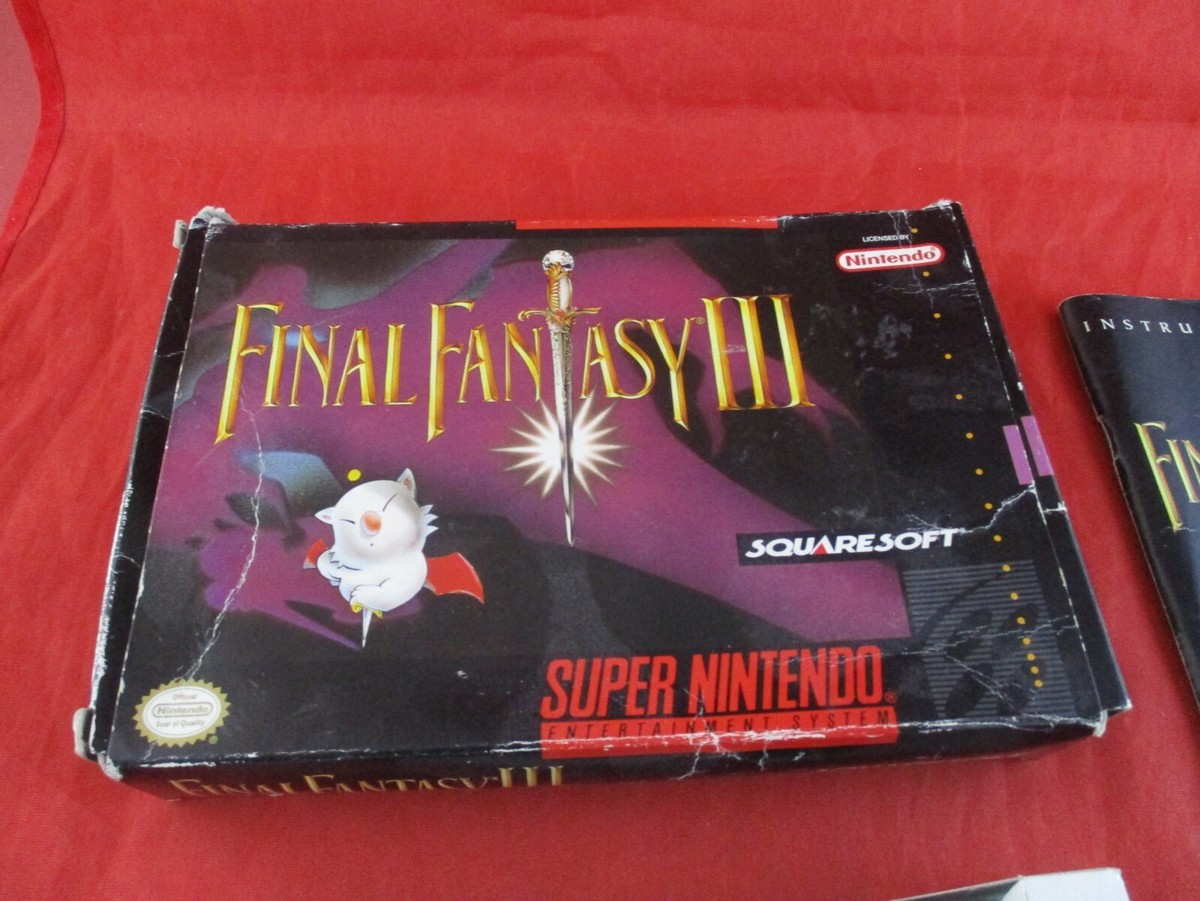 LICENSED BY
Nintendo®
FINAL FANTASY® III
SQUARESOFT
SUPER NINTENDO®
ENTERTAINMENT SYSTEM
Official
Nintendo
Seal of Quality
FINAL FANTASY III
INSTRU
FIN